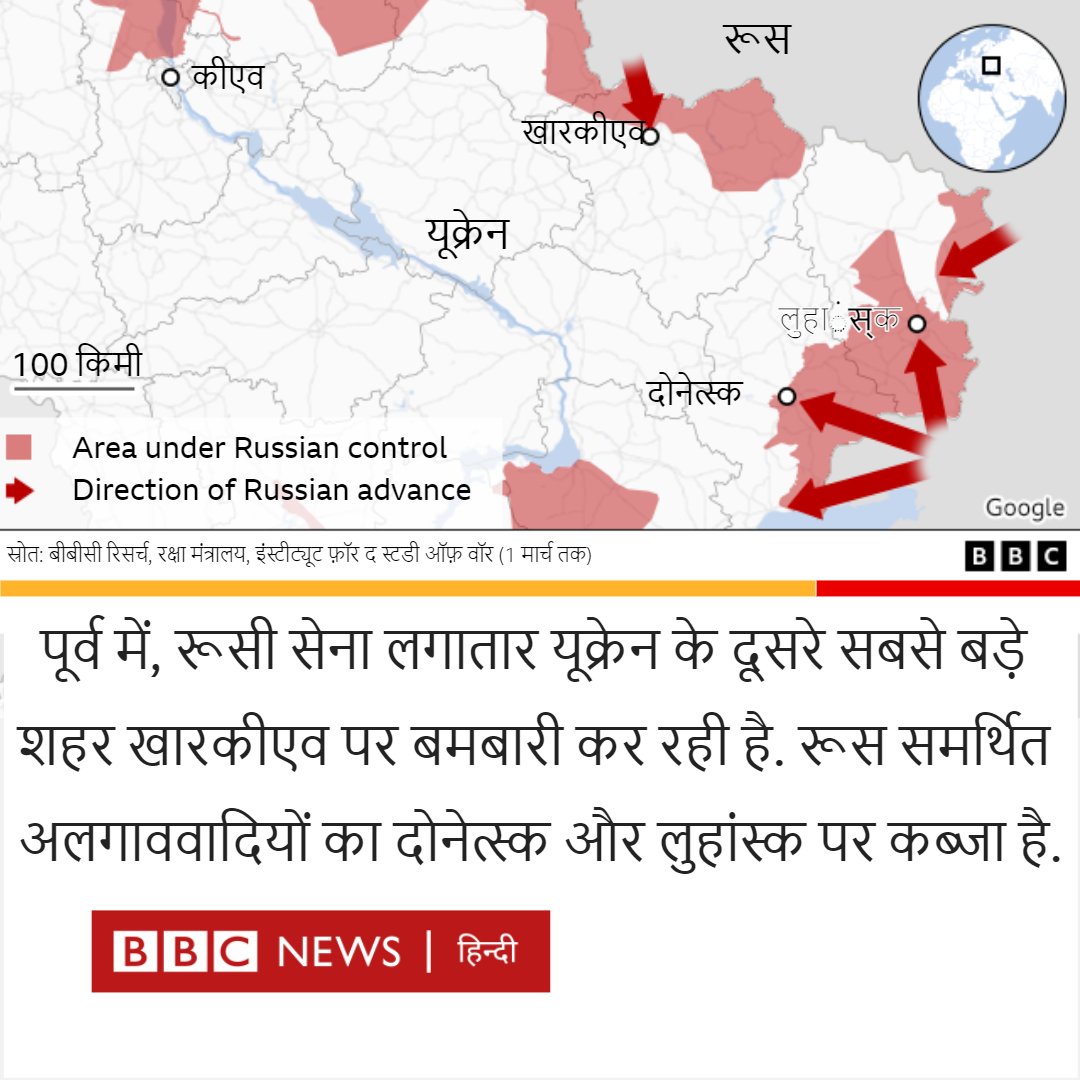 रूस
कीएव
खारकीएव
यूक्रेन
लुहांस्क
100 किमी
दोनेत्स्क
Area under Russian control
Direction of Russian advance
Google
स्रोत: बीबीसी रिसर्च, रक्षा मंत्रालय, इंस्टीट्यूट फ़ॉर द स्टडी ऑफ़ वॉर (1 मार्च तक)
BBC
पूर्व में, रूसी सेना लगातार यूक्रेन के दूसरे सबसे बड़े
शहर खारकीएव पर बमबारी कर रही है. रूस समर्थित
अलगाववादियों का दोनेत्स्क और लुहांस्क पर कब्जा है.
BBC NEWS | हिन्दी